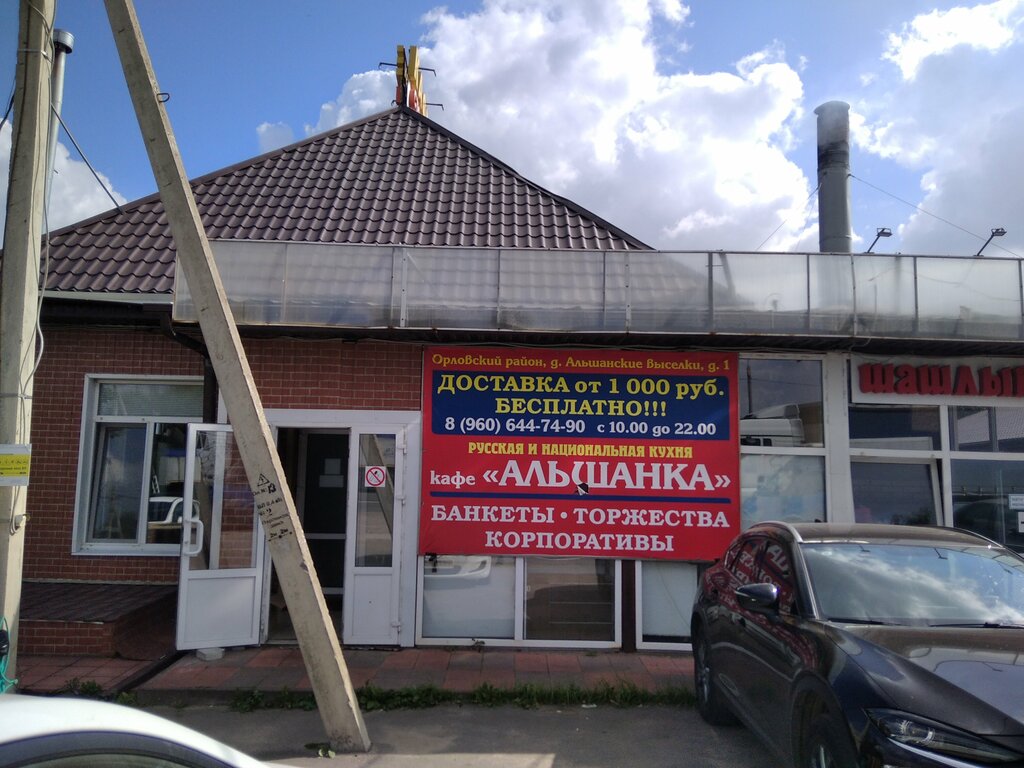 Орловский район, д. Альшанские выселки, д. 1
ДОСТАВКА от 1 000 руб.
БЕСПЛАТНО!!!
8 (960) 644-74-90 с 10.00 до 22.00
РУССКАЯ И НАЦИОНАЛЬНАЯ КУХНЯ
кафе «АЛЬШАНКА»
БАНКЕТЫ • ТОРЖЕСТВА
КОРПОРАТИВЫ